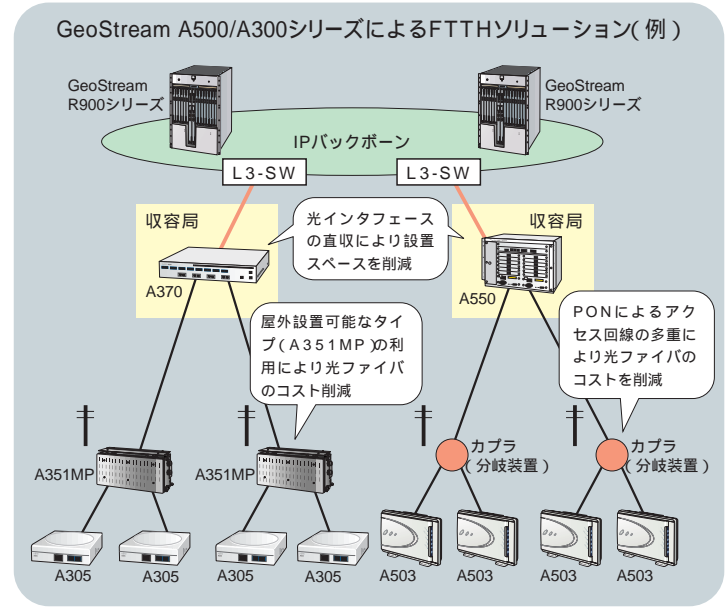 GeoStream A500/A300シリーズによるFTTHソリューション(例)
GeoStream
R900シリーズ
GeoStream
R900シリーズ
IPバックボーン
L3-SW
L3-SW
収容局
光インタフェース
の直収により設置
スペースを削減
収容局
A370
A550
屋外設置可能なタイ
プ(A351MP)の利
用により光ファイバ
のコスト削減
PONによるアク
セス回線の多重に
より光ファイバの
コストを削減
A351MP
A351MP
カプラ
(分岐装置)
カプラ
(分岐装置)
A305
A305
A305
A305
A503
A503
A503
A503